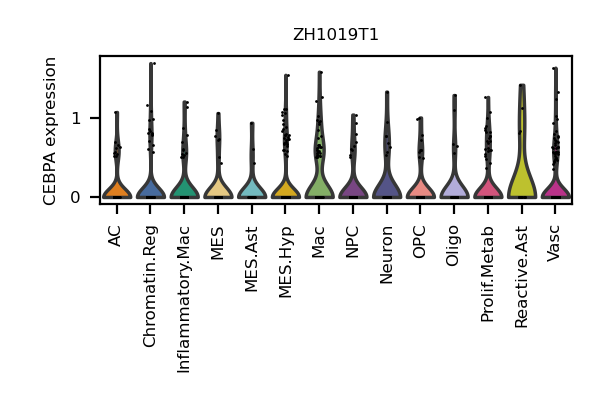 ZH1019T1
CEBPA expression
1
0
AC
Chromatin.Reg
Inflammatory.Mac
MES
MES.Ast
MES.Hyp
Mac
NPC
Neuron
OPC
Oligo
Prolif.Metab
Reactive.Ast
Vasc